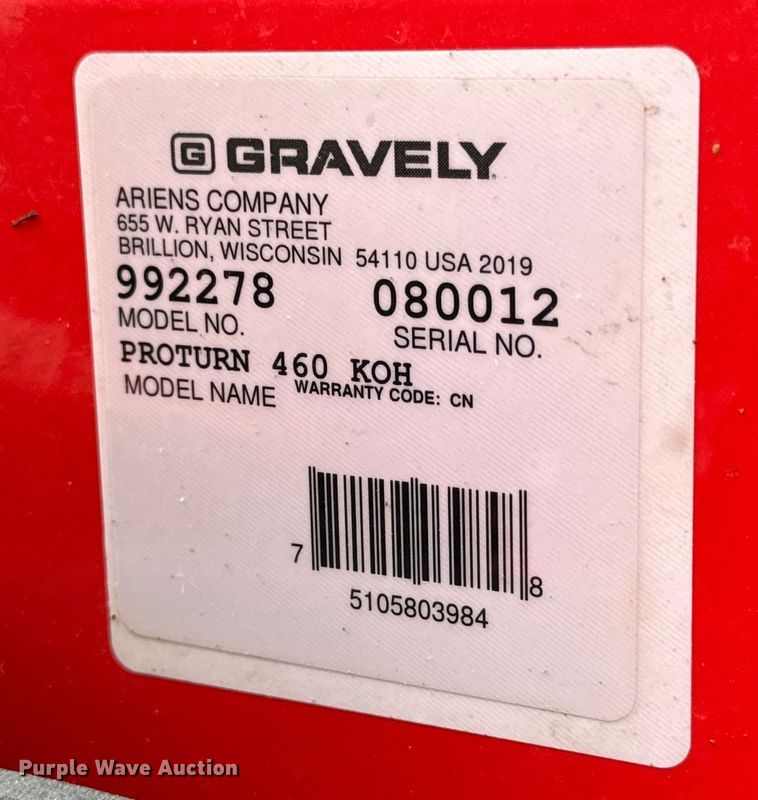 G GRAVELY
ARIENS COMPANY
655 W. RYAN STREET
BRILLION, WISCONSIN 54110 USA 2019
992278 080012
MODEL NO. SERIAL NO.
PROTURN 460 KOH
MODEL NAME WARRANTY CODE: CN
7 8
5105803984
Purple Wave Auction